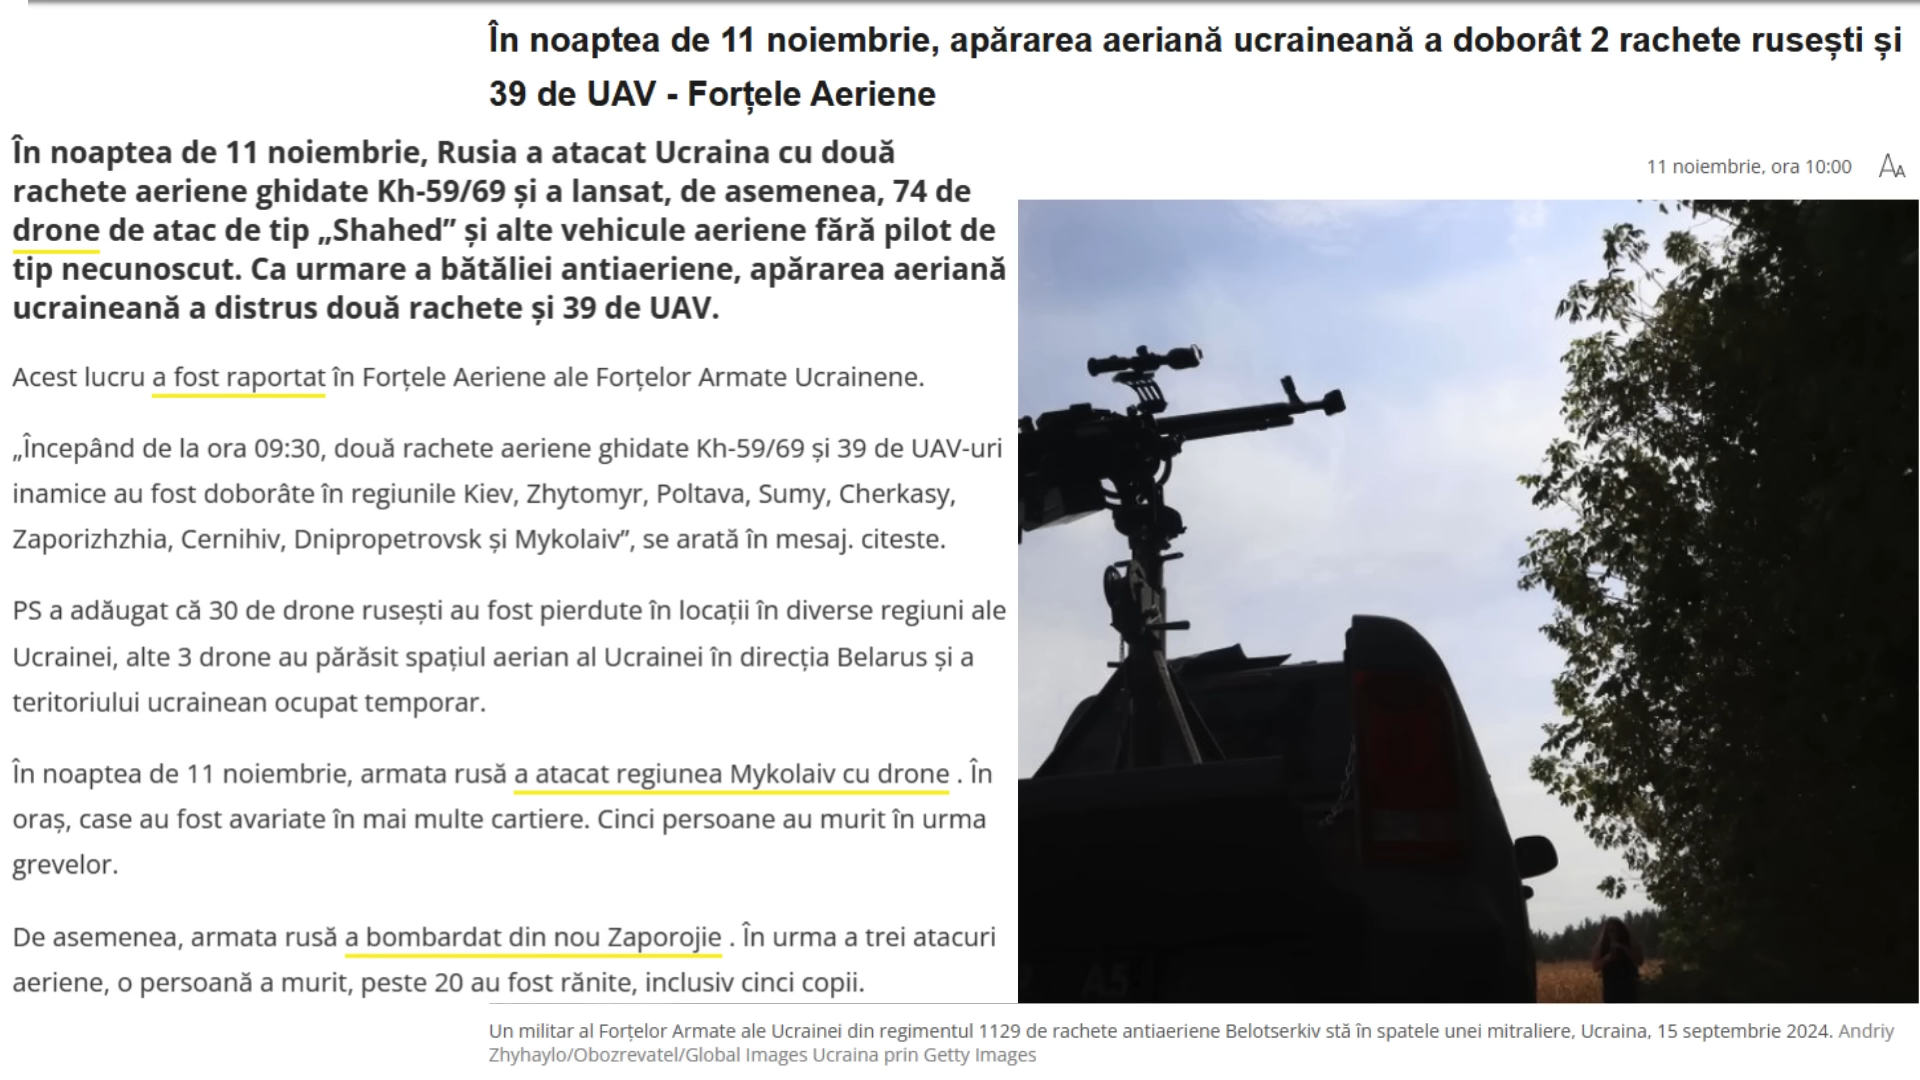 În noaptea de 11 noiembrie, apărarea aeriană ucraineană a doborât 2 rachete rusești și
39 de UAV - Forțele Aeriene
În noaptea de 11 noiembrie, Rusia a atacat Ucraina cu două
rachete aeriene ghidate Kh-59/69 și a lansat, de asemenea, 74 de
drone de atac de tip „Shahed” și alte vehicule aeriene fără pilot de
tip necunoscut. Ca urmare a bătăliei antiaeriene, apărarea aeriană
ucraineană a distrus două rachete și 39 de UAV.
11 noiembrie, ora 10:00 AA
Acest lucru a fost raportat în Forțele Aeriene ale Forțelor Armate Ucrainene.
„Începând de la ora 09:30, două rachete aeriene ghidate Kh-59/69 și 39 de UAV-uri
inamice au fost doborâte în regiunile Kiev, Zhytomyr, Poltava, Sumy, Cherkasy,
Zaporizhzhia, Cernihiv, Dnipropetrovsk și Mykolaiv”, se arată în mesaj. citeste.
PS a adăugat că 30 de drone rusești au fost pierdute în locații în diverse regiuni ale
Ucrainei, alte 3 drone au părăsit spațiul aerian al Ucrainei în direcția Belarus și a
teritoriului ucrainean ocupat temporar.
În noaptea de 11 noiembrie, armata rusă a atacat regiunea Mykolaiv cu drone . În
oraș, case au fost avariate în mai multe cartiere. Cinci persoane au murit în urma
grevelor.
De asemenea, armata rusă a bombardat din nou Zaporojie . În urma a trei atacuri
aeriene, o persoană a murit, peste 20 au fost rănite, inclusiv cinci copii.
Un militar al Forțelor Armate ale Ucrainei din regimentul 1129 de rachete antiaeriene Belotserkiv stă în spatele unei mitraliere, Ucraina, 15 septembrie 2024. Andriy
Zhyhaylo/Obozrevatel/Global Images Ucraina prin Getty Images